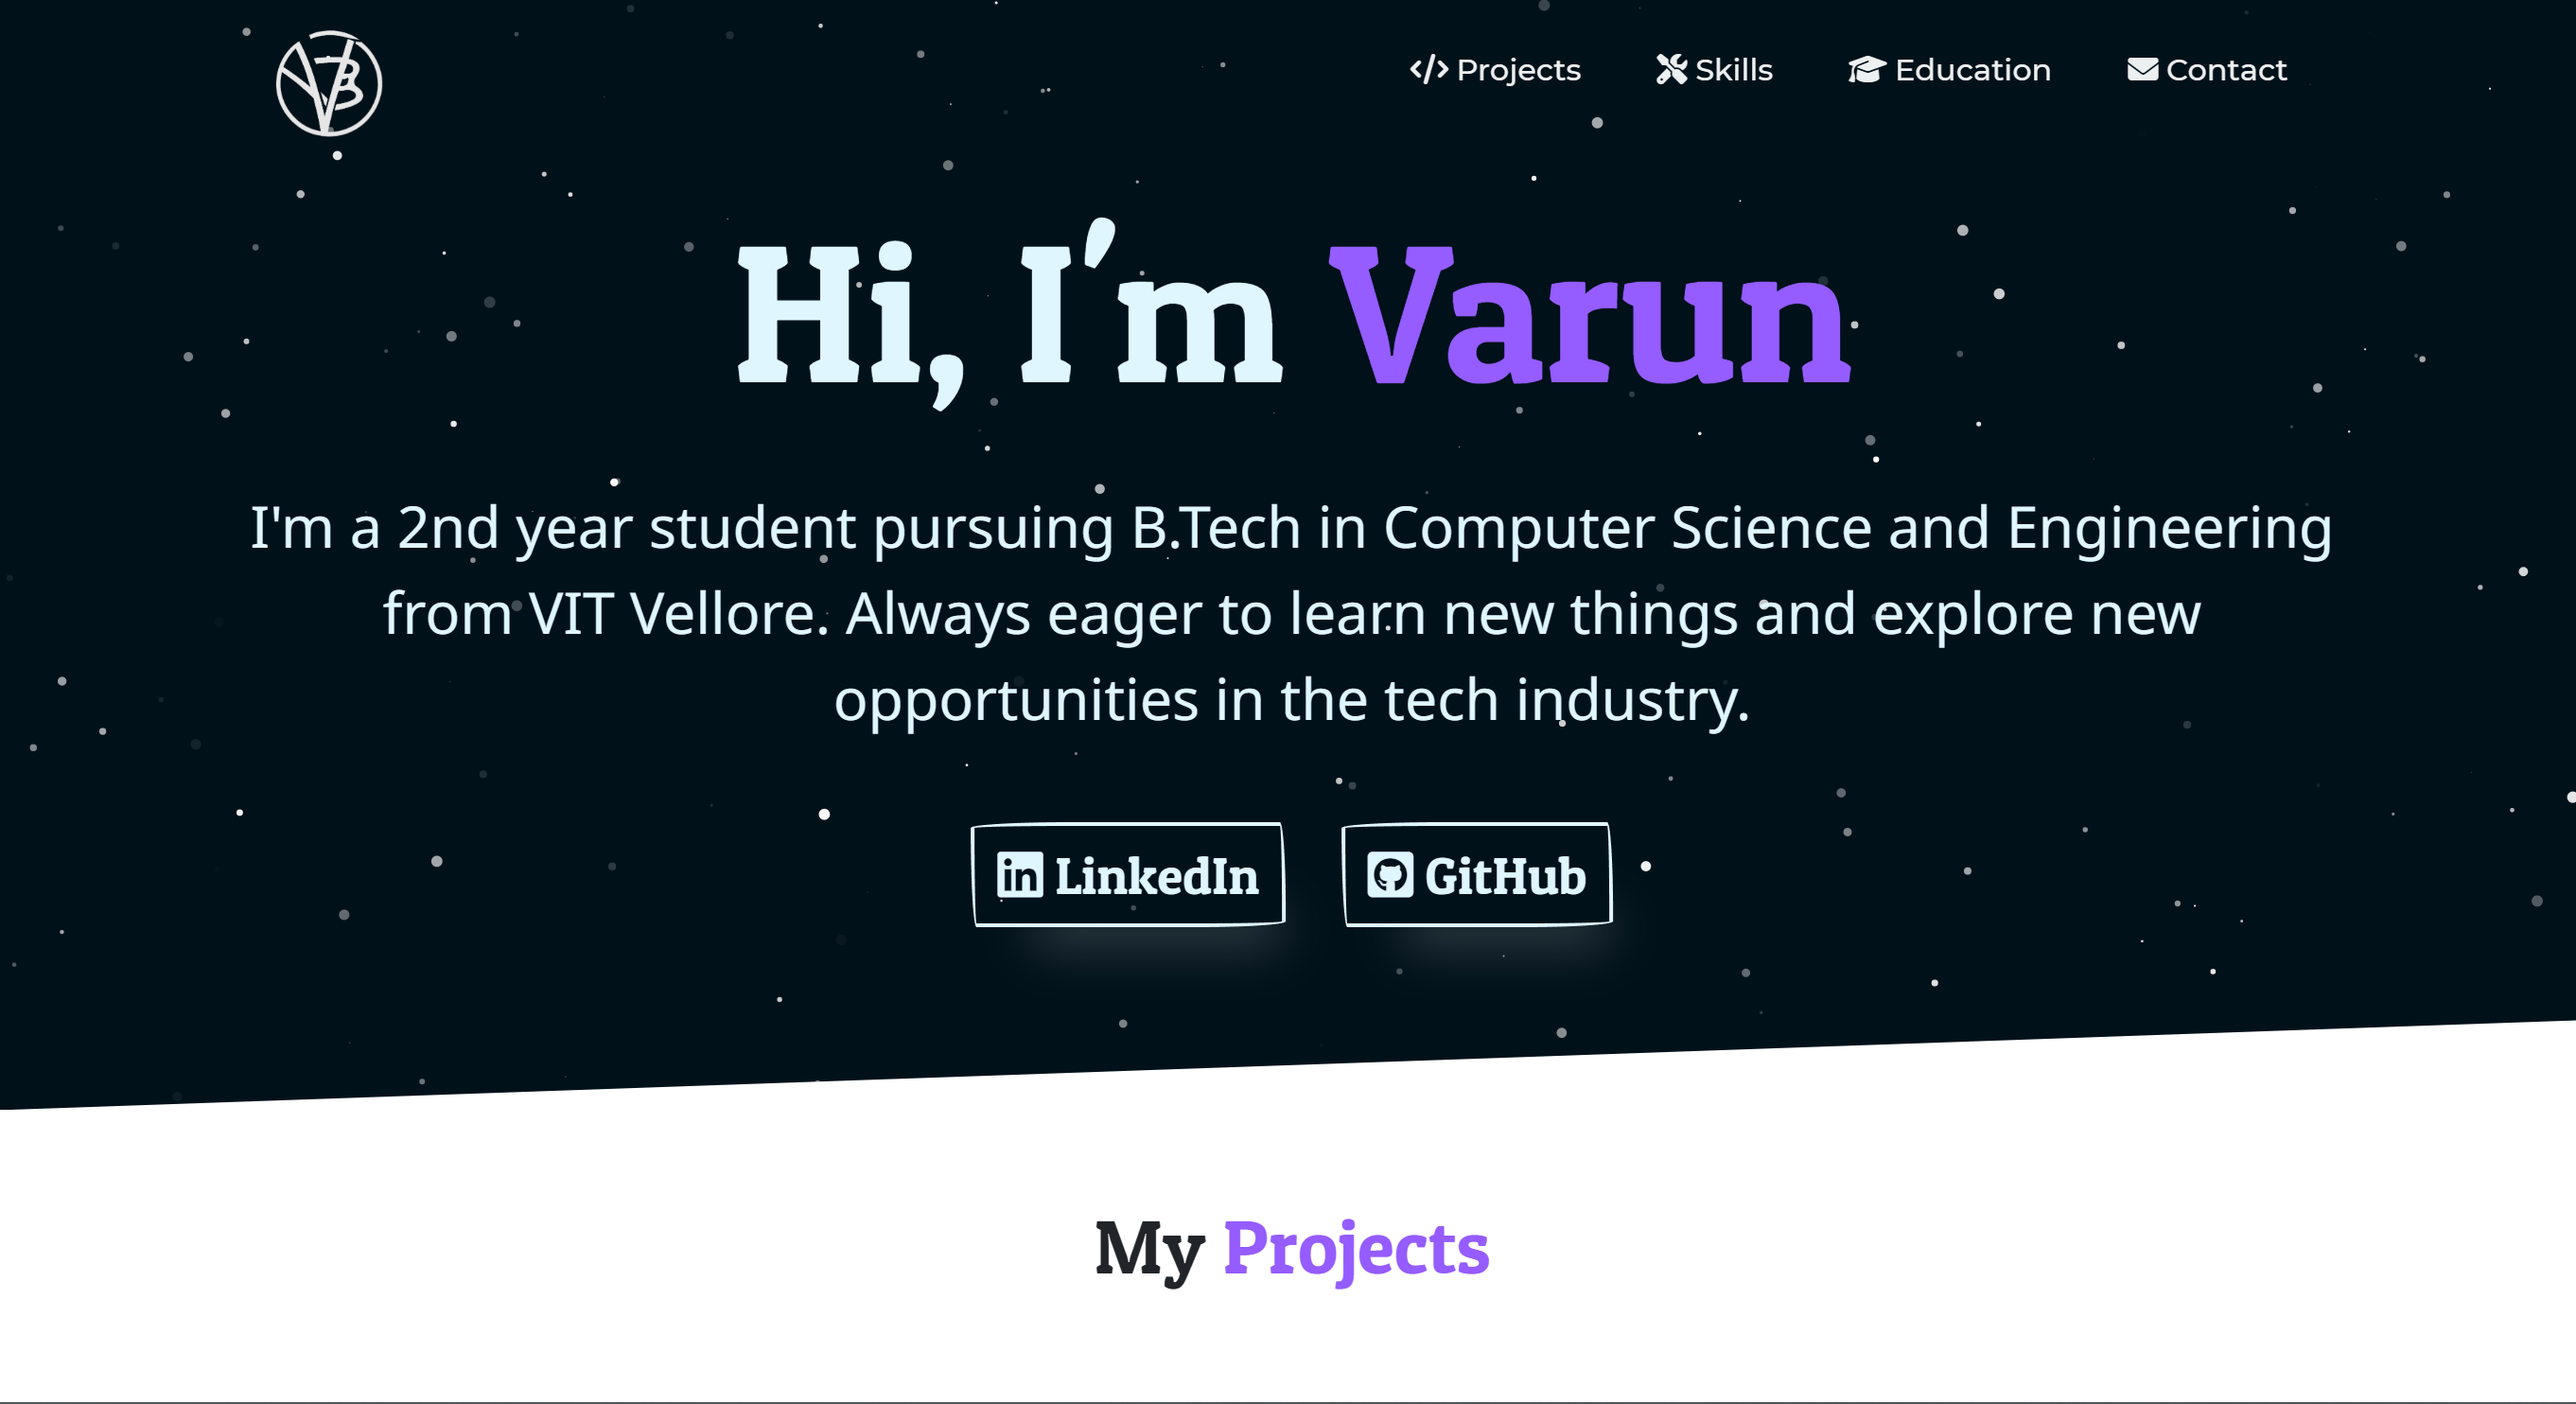 VB
Projects
Skills
Education
Contact
Hi, I'm Varun
I'm a 2nd year student pursuing B.Tech in Computer Science and Engineering
from VIT Vellore. Always eager to learn new things and explore new
opportunities in the tech industry.
LinkedIn
GitHub
My Projects